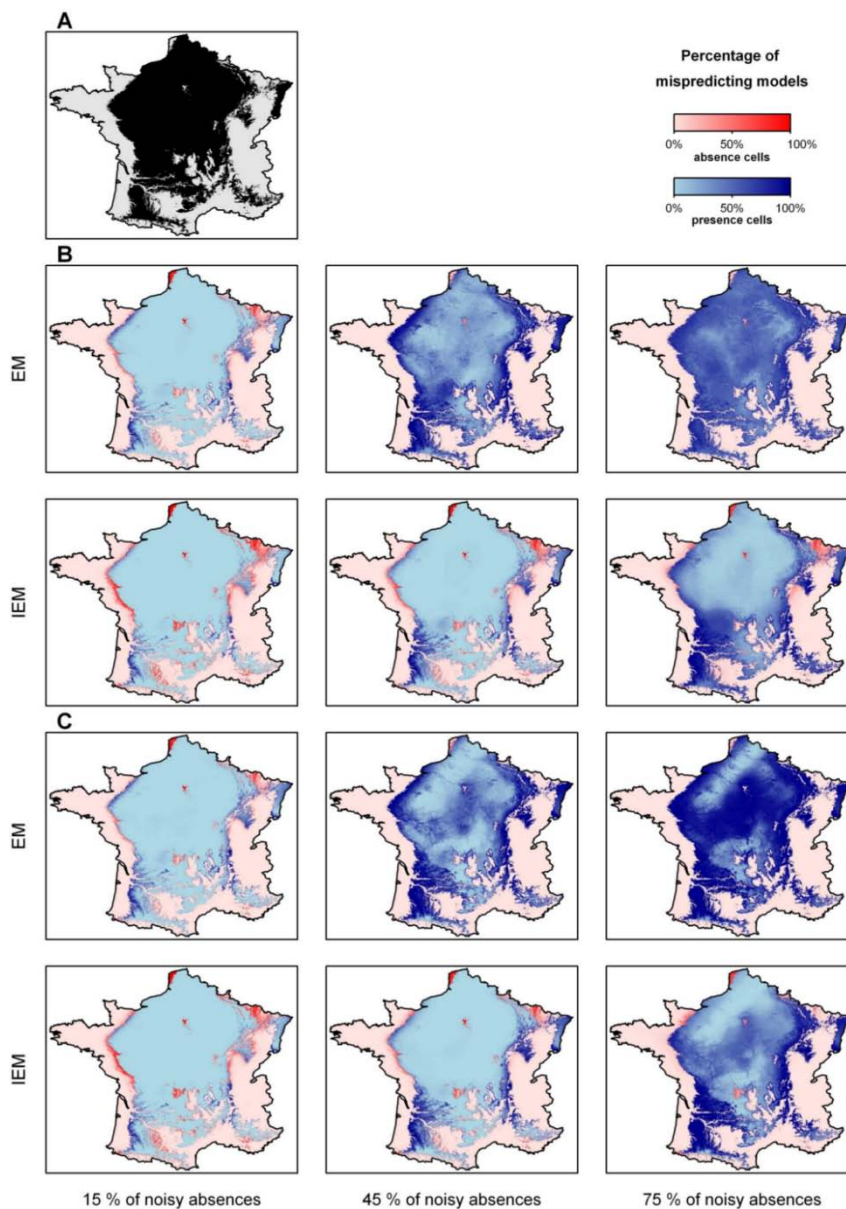 A
Percentage of
mispredicting models
0% 50% 100%
absence cells
0% 50% 100%
presence cells
B
EM
IEM
C
EM
IEM
15 % of noisy absences
45 % of noisy absences
75 % of noisy absences